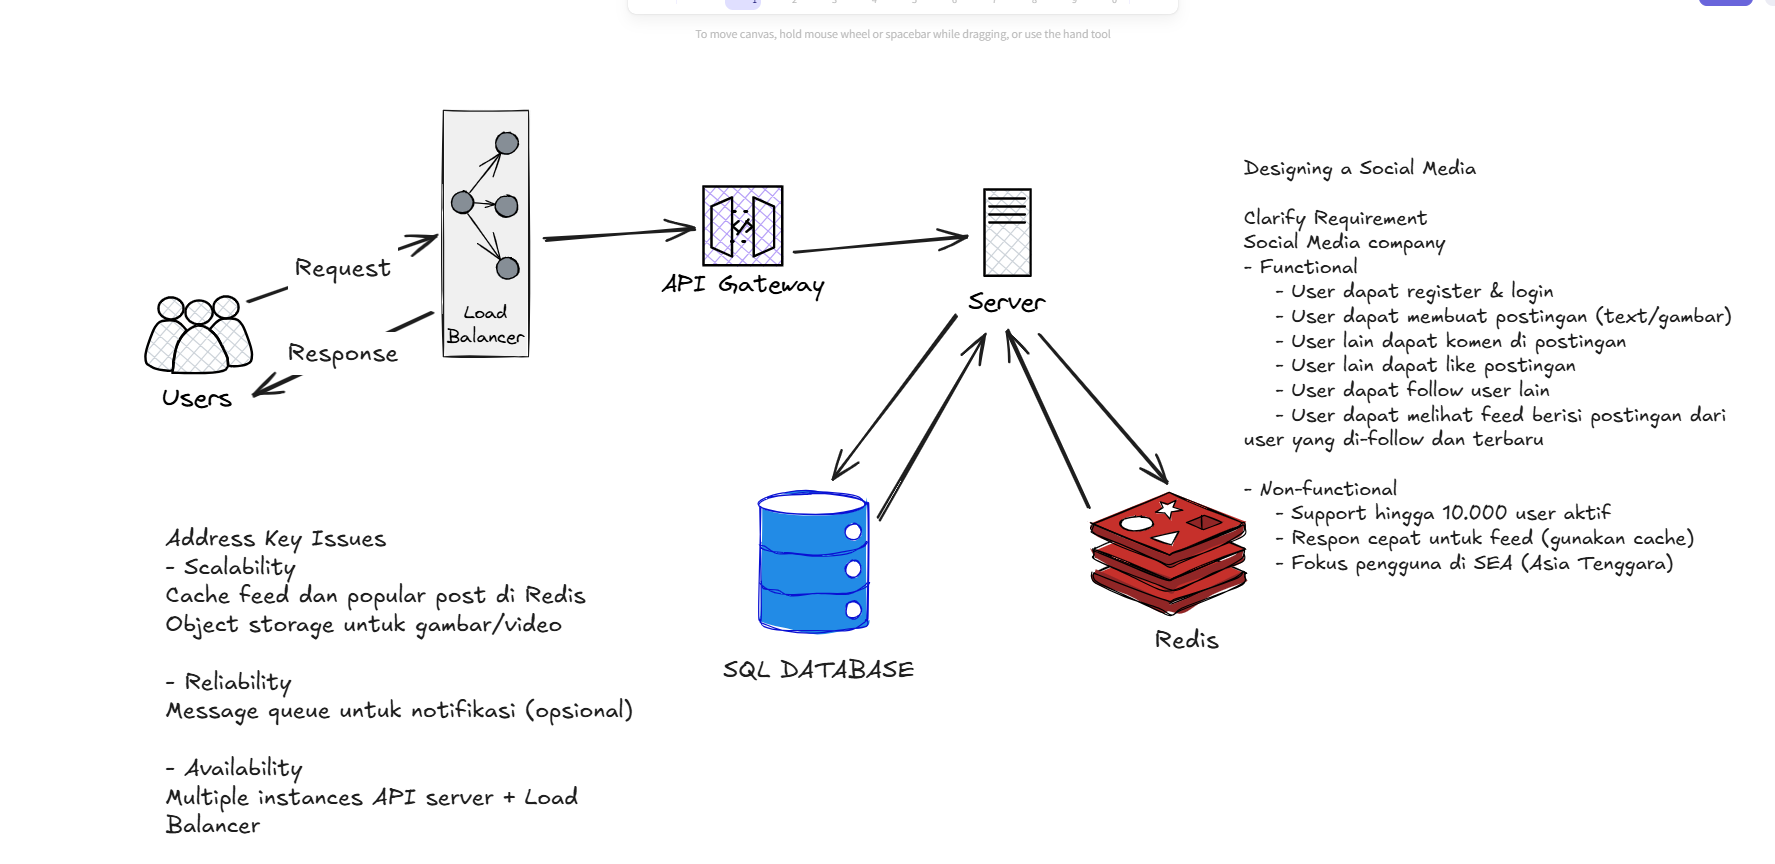 To move canvas, hold mouse wheel or spacebar while dragging, or use the hand tool
Request
Response
Users
Load
Balancer
API Gateway
Server
SQL DATABASE
Redis
Designing a Social Media
Clarify Requirement
Social Media company
- Functional
- User dapat register & login
- User dapat membuat postingan (text/gambar)
- User lain dapat komen di postingan
- User lain dapat like postingan
- User dapat follow user lain
- User dapat melihat feed berisi postingan dari
user yang di-follow dan terbaru
- Non-functional
- Support hingga 10.000 user aktif
- Respon cepat untuk feed (gunakan cache)
- Fokus pengguna di SEA (Asia Tenggara)
Address Key Issues
- Scalability
Cache feed dan popular post di Redis
Object storage untuk gambar/video
- Reliability
Message queue untuk notifikasi (opsional)
- Availability
Multiple instances API server + Load
Balancer